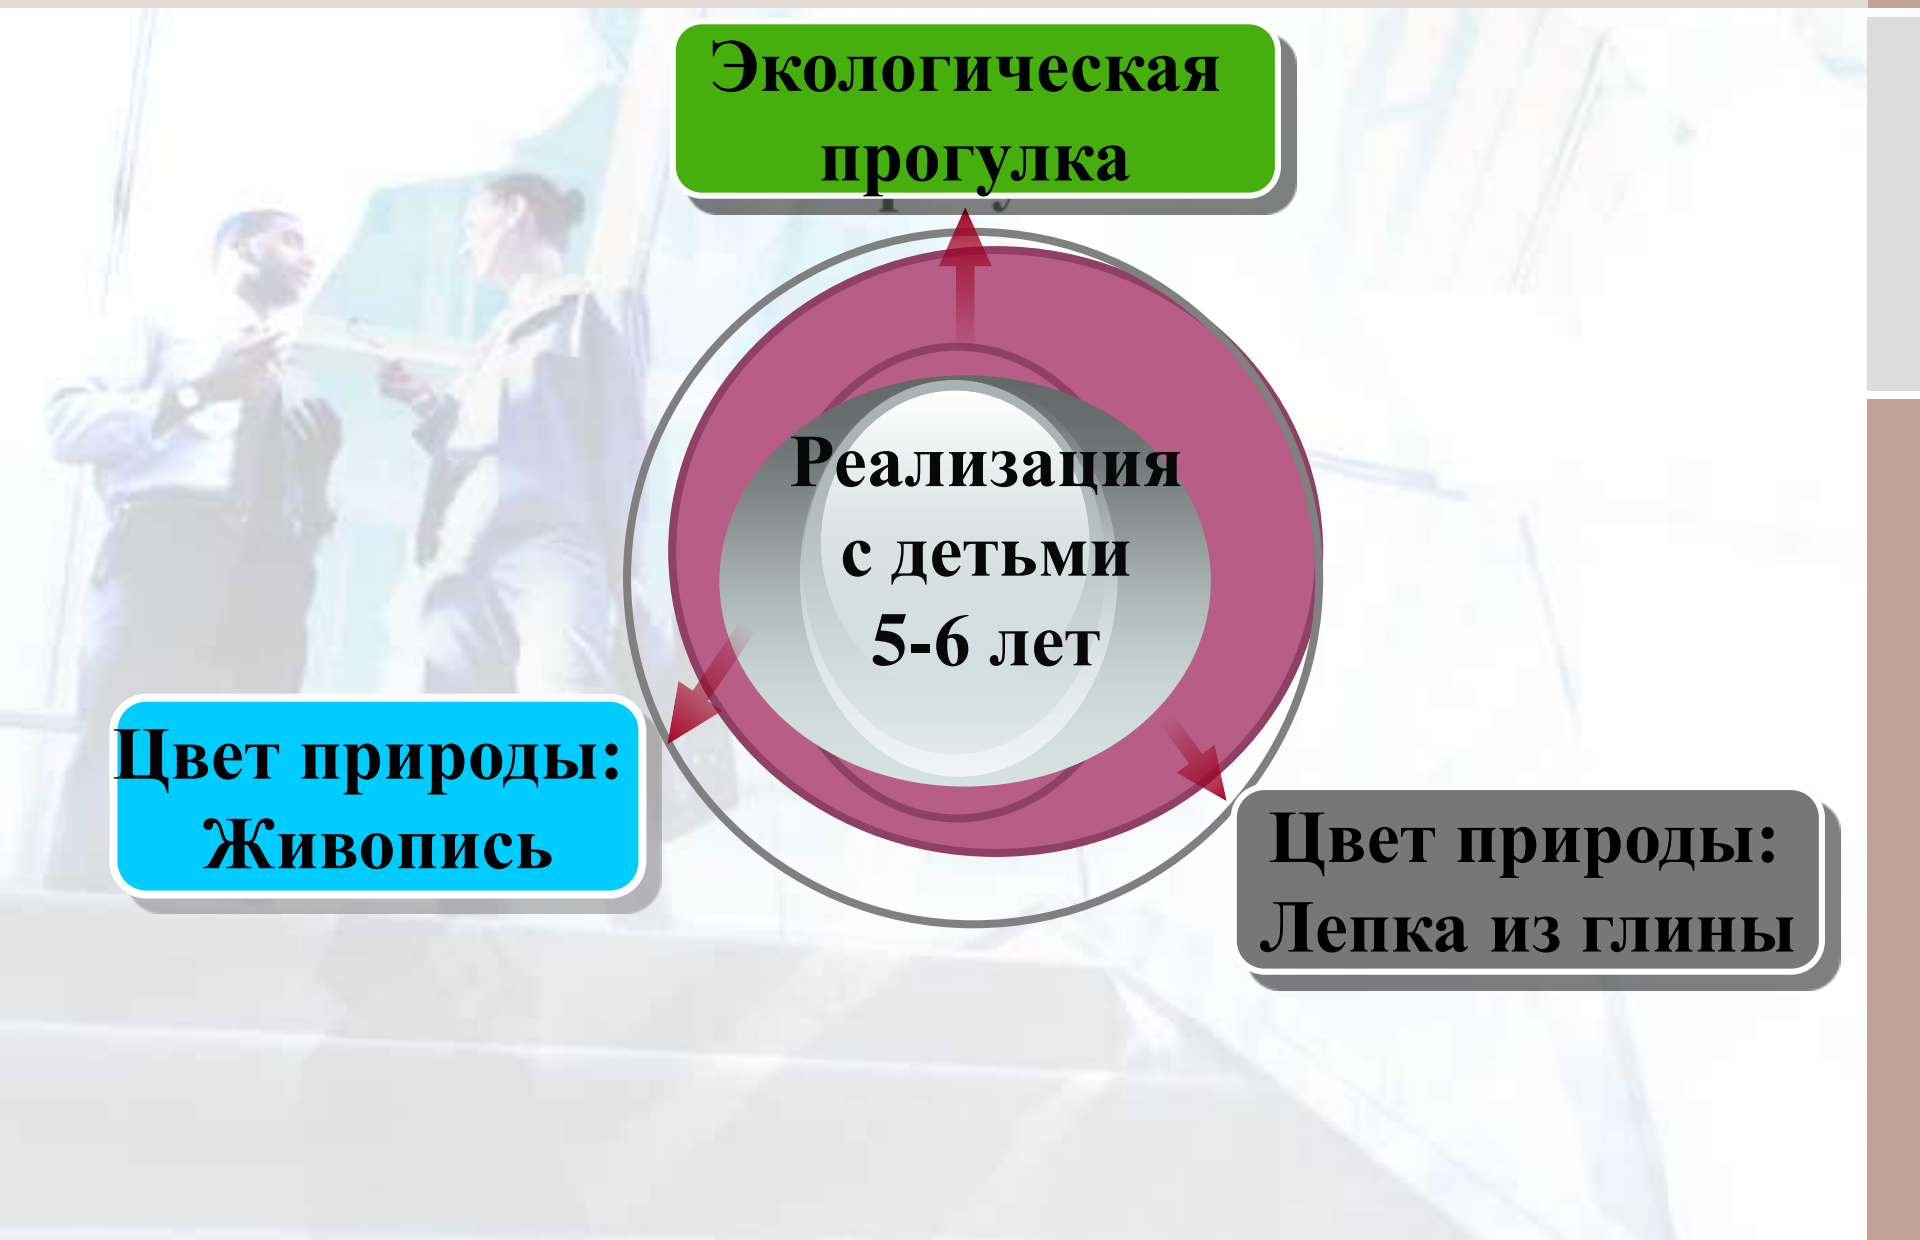 Экологическая
прогулка
Реализация
с детьми
5-6 лет
Цвет природы:
Живопись
Цвет природы:
Лепка из глины